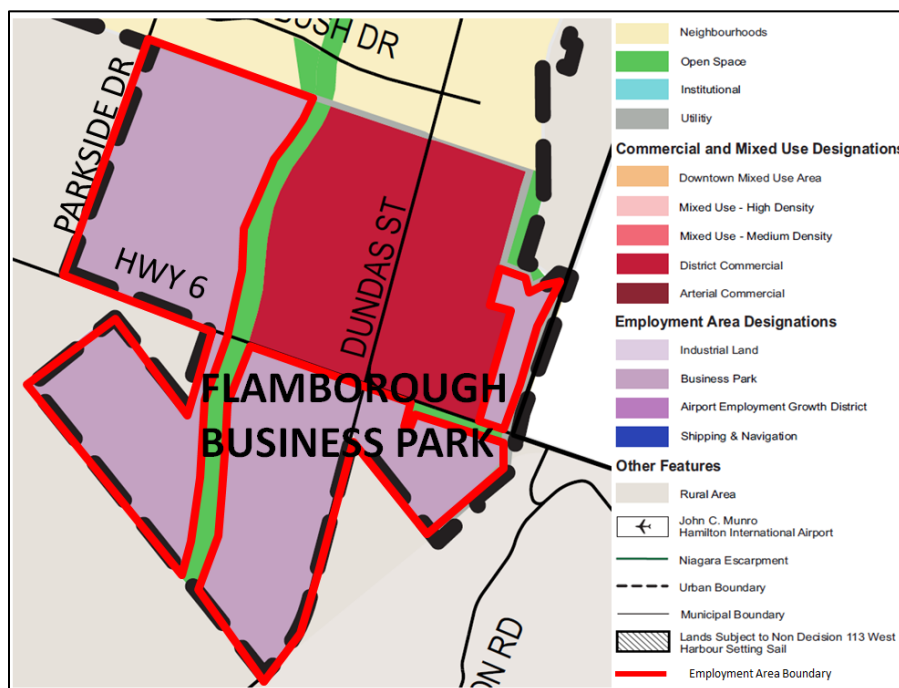 BUSH DR
PARKSIDE DR
HWY 6
DUNDAS ST
FLAMBOROUGH
BUSINESS PARK
ON RD
Neighbourhoods
Open Space
Institutional
Utilitiy
Commercial and Mixed Use Designations
Downtown Mixed Use Area
Mixed Use - High Density
Mixed Use - Medium Density
District Commercial
Arterial Commercial
Employment Area Designations
Industrial Land
Business Park
Airport Employment Growth District
Shipping & Navigation
Other Features
Rural Area
John C. Munro
Hamilton International Airport
Niagara Escarpment
Urban Boundary
Municipal Boundary
Lands Subject to Non Decision 113 West
Harbour Setting Sail
Employment Area Boundary